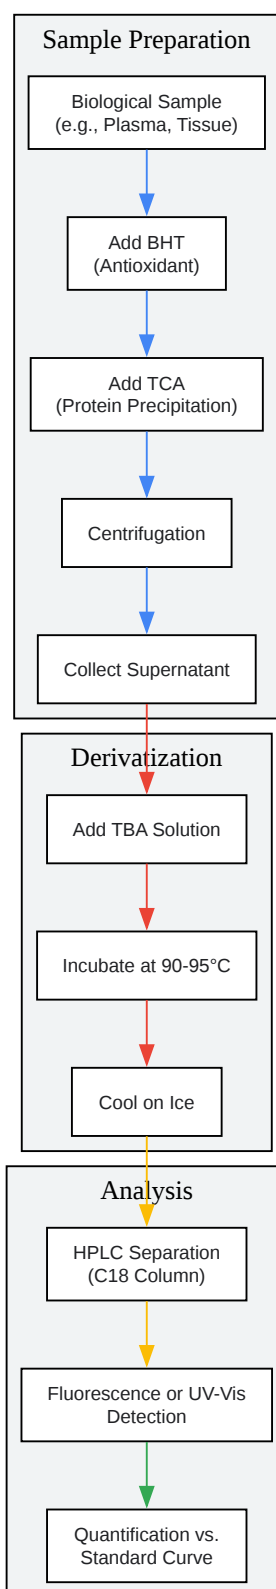 Sample Preparation
Biological Sample
(e.g., Plasma, Tissue)
Add BHT
(Antioxidant)
Add TCA
(Protein Precipitation)
Centrifugation
Collect Supernatant
Derivatization
Add TBA Solution
Incubate at 90-95°C
Cool on Ice
Analysis
HPLC Separation
(C18 Column)
Fluorescence or UV-Vis
Detection
Quantification vs.
Standard Curve